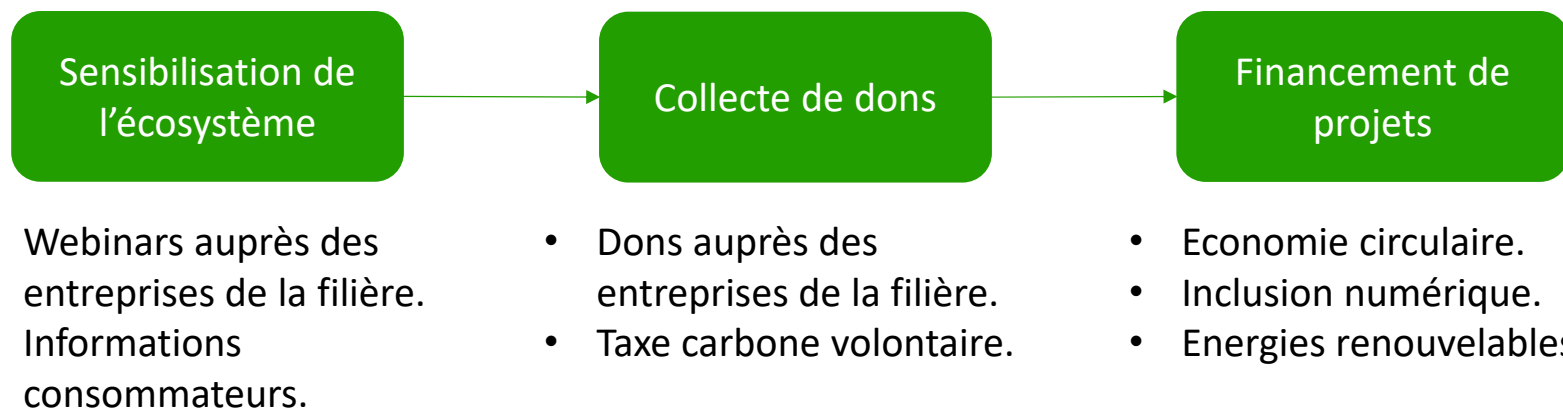 Sensibilisation de
l’écosystème
Collecte de dons
Financement de
projets
Webinars auprès des
entreprises de la filière.
Informations
consommateurs.
• Dons auprès des
entreprises de la filière.
• Taxe carbone volontaire.
• Economie circulaire.
• Inclusion numérique.
• Energies renouvelables